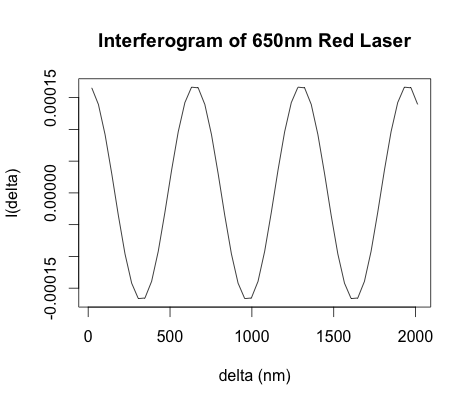 Interferogram of 650nm Red Laser
I(delta)
0.00015
0.00000
-0.00015
0 500 1000 1500 2000
delta (nm)